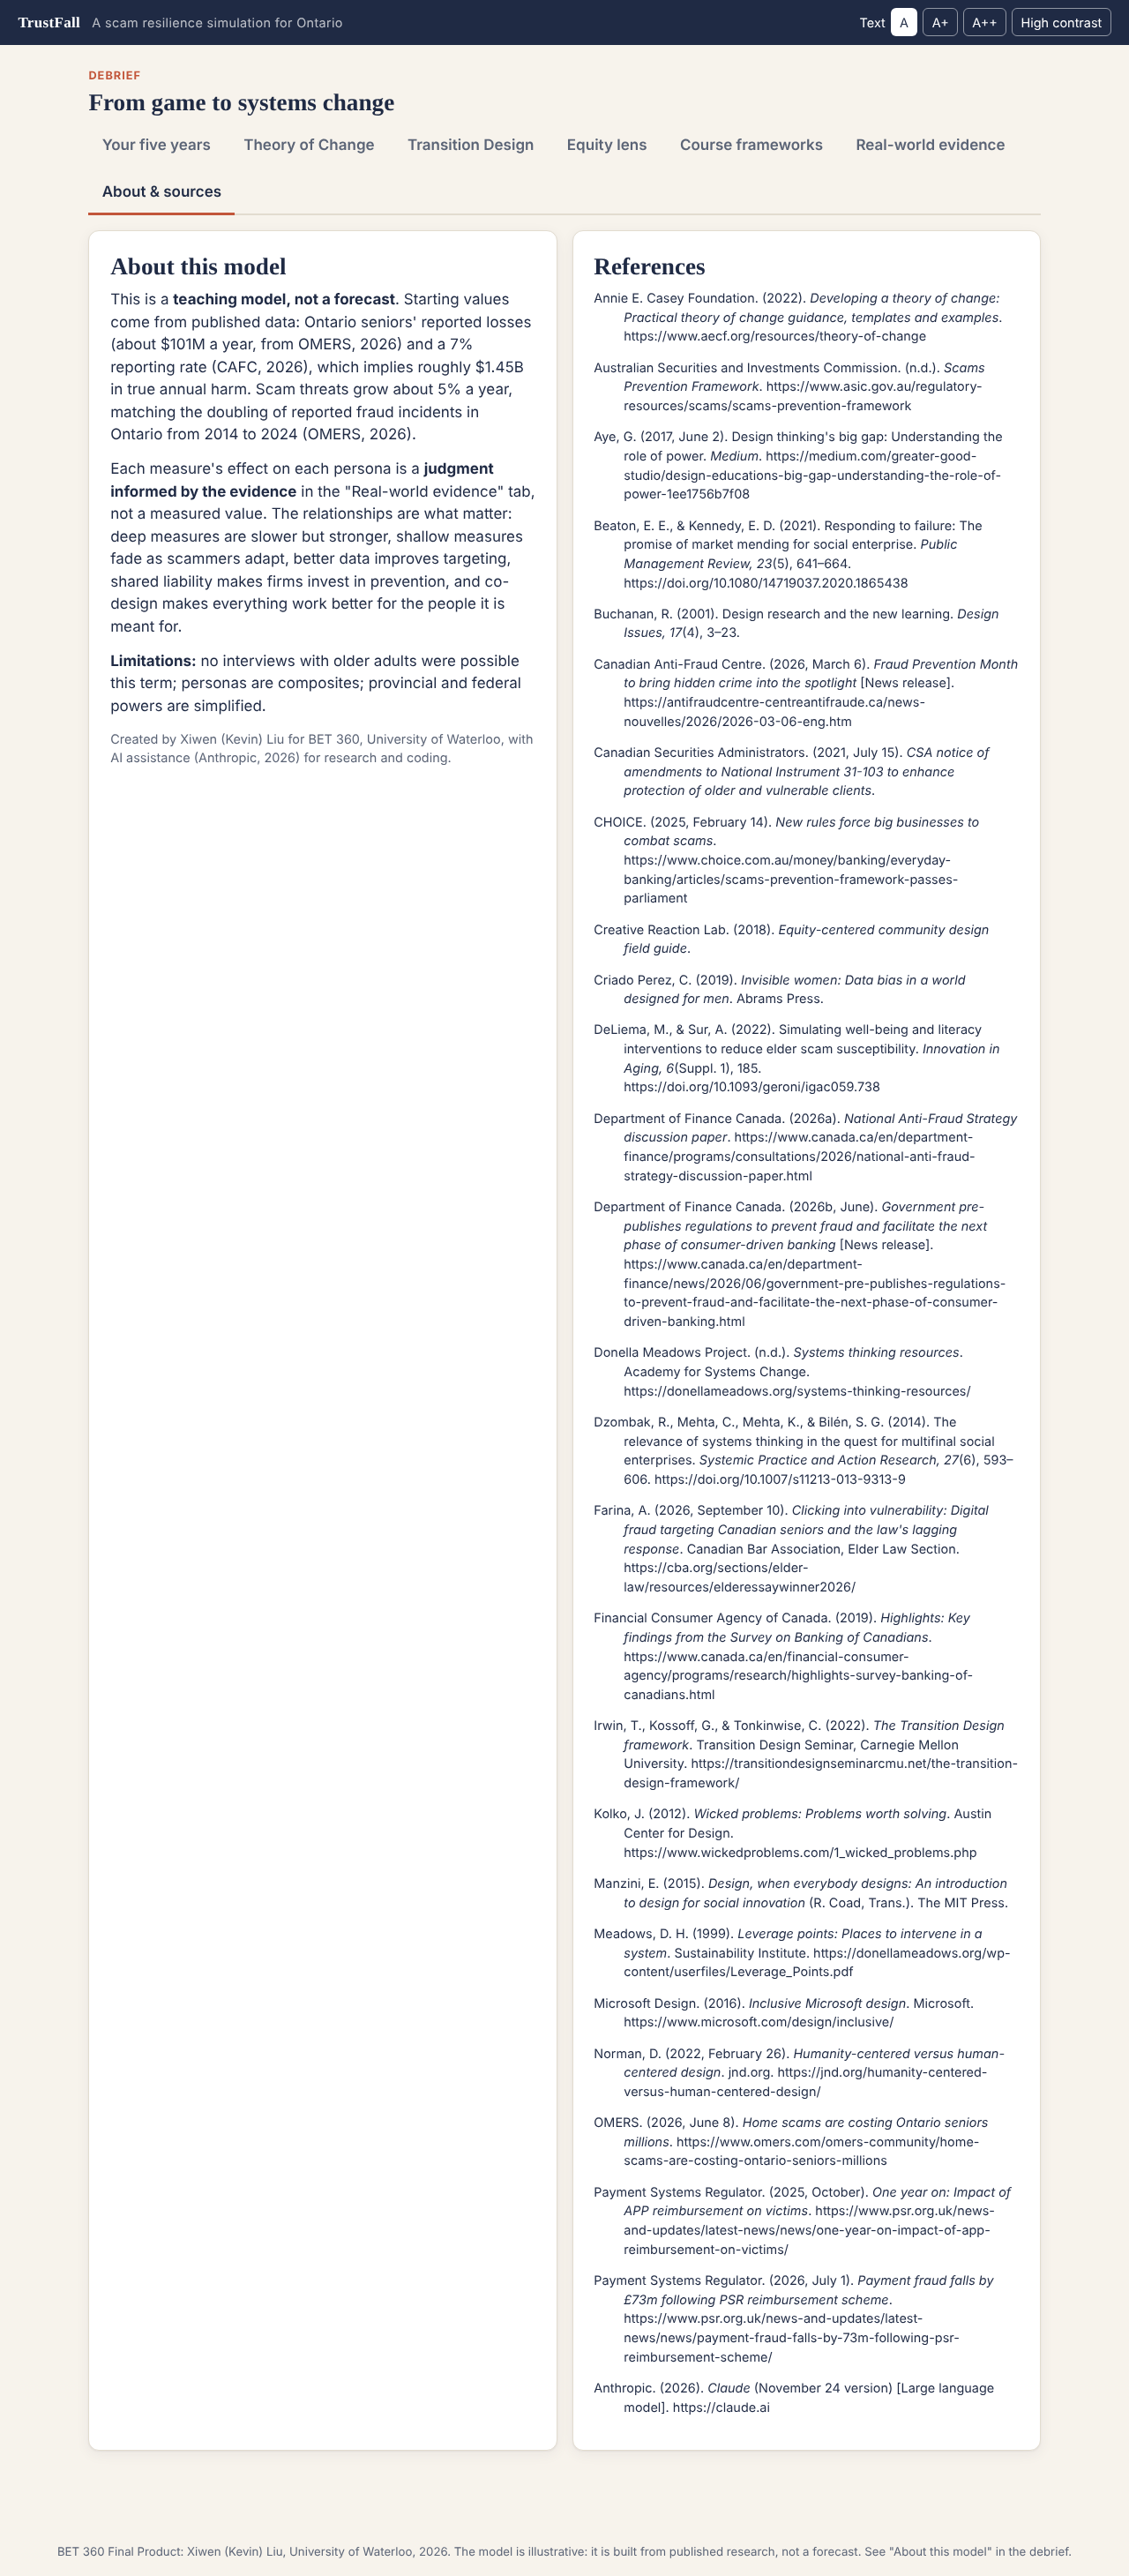 TrustFall A scam resilience simulation for Ontario Text A A+ A++ High contrast
DEBRIEF
From game to systems change
Your five years Theory of Change Transition Design Equity lens Course frameworks Real-world evidence
About & sources
About this model
This is a teaching model, not a forecast. Starting values
come from published data: Ontario seniors' reported losses
(about $101M a year, from OMERS, 2026) and a 7%
reporting rate (CAFC, 2026), which implies roughly $1.45B
in true annual harm. Scam threats grow about 5% a year,
matching the doubling of reported fraud incidents in
Ontario from 2014 to 2024 (OMERS, 2026).
Each measure's effect on each persona is a judgment
informed by the evidence in the "Real-world evidence" tab,
not a measured value. The relationships are what matter:
deep measures are slower but stronger, shallow measures
fade as scammers adapt, better data improves targeting,
shared liability makes firms invest in prevention, and co-
design makes everything work better for the people it is
meant for.
Limitations: no interviews with older adults were possible
this term; personas are composites; provincial and federal
powers are simplified.
Created by Xiwen (Kevin) Liu for BET 360, University of Waterloo, with
AI assistance (Anthropic, 2026) for research and coding.
References
Annie E. Casey Foundation. (2022). Developing a theory of change:
Practical theory of change guidance, templates and examples.
https://www.aecf.org/resources/theory-of-change
Australian Securities and Investments Commission. (n.d.). Scams
Prevention Framework. https://www.asic.gov.au/regulatory-
resources/scams/scams-prevention-framework
Aye, G. (2017, June 2). Design thinking's big gap: Understanding the
role of power. Medium. https://medium.com/greater-good-
studio/design-educations-big-gap-understanding-the-role-of-
power-1ee1756b7f08
Beaton, E. E., & Kennedy, E. D. (2021). Responding to failure: The
promise of market mending for social enterprise. Public
Management Review, 23(5), 641–664.
https://doi.org/10.1080/14719037.2020.1865438
Buchanan, R. (2001). Design research and the new learning. Design
Issues, 17(4), 3–23.
Canadian Anti-Fraud Centre. (2026, March 6). Fraud Prevention Month
to bring hidden crime into the spotlight [News release].
https://antifraudcentre-centreantifraude.ca/news-
nouvelles/2026/2026-03-06-eng.htm
Canadian Securities Administrators. (2021, July 15). CSA notice of
amendments to National Instrument 31-103 to enhance
protection of older and vulnerable clients.
CHOICE. (2025, February 14). New rules force big businesses to
combat scams.
https://www.choice.com.au/money/banking/everyday-
banking/articles/scams-prevention-framework-passes-
parliament
Creative Reaction Lab. (2018). Equity-centered community design
field guide.
Criado Perez, C. (2019). Invisible women: Data bias in a world
designed for men. Abrams Press.
DeLiema, M., & Sur, A. (2022). Simulating well-being and literacy
interventions to reduce elder scam susceptibility. Innovation in
Aging, 6(Suppl. 1), 185.
https://doi.org/10.1093/geroni/igac059.738
Department of Finance Canada. (2026a). National Anti-Fraud Strategy
discussion paper. https://www.canada.ca/en/department-
finance/programs/consultations/2026/national-anti-fraud-
strategy-discussion-paper.html
Department of Finance Canada. (2026b, June). Government pre-
publishes regulations to prevent fraud and facilitate the next
phase of consumer-driven banking [News release].
https://www.canada.ca/en/department-
finance/news/2026/06/government-pre-publishes-regulations-
to-prevent-fraud-and-facilitate-the-next-phase-of-consumer-
driven-banking.html
Donella Meadows Project. (n.d.). Systems thinking resources.
Academy for Systems Change.
https://donellameadows.org/systems-thinking-resources/
Dzombak, R., Mehta, C., Mehta, K., & Bilén, S. G. (2014). The
relevance of systems thinking in the quest for multifinal social
enterprises. Systemic Practice and Action Research, 27(6), 593–
606. https://doi.org/10.1007/s11213-013-9313-9
Farina, A. (2026, September 10). Clicking into vulnerability: Digital
fraud targeting Canadian seniors and the law's lagging
response. Canadian Bar Association, Elder Law Section.
https://cba.org/sections/elder-
law/resources/elderessaywinner2026/
Financial Consumer Agency of Canada. (2019). Highlights: Key
findings from the Survey on Banking of Canadians.
https://www.canada.ca/en/financial-consumer-
agency/programs/research/highlights-survey-banking-of-
canadians.html
Irwin, T., Kossoff, G., & Tonkinwise, C. (2022). The Transition Design
framework. Transition Design Seminar, Carnegie Mellon
University. https://transitiondesignseminarcmu.net/the-transition-
design-framework/
Kolko, J. (2012). Wicked problems: Problems worth solving. Austin
Center for Design.
https://www.wickedproblems.com/1_wicked_problems.php
Manzini, E. (2015). Design, when everybody designs: An introduction
to design for social innovation (R. Coad, Trans.). The MIT Press.
Meadows, D. H. (1999). Leverage points: Places to intervene in a
system. Sustainability Institute. https://donellameadows.org/wp-
content/userfiles/Leverage_Points.pdf
Microsoft Design. (2016). Inclusive Microsoft design. Microsoft.
https://www.microsoft.com/design/inclusive/
Norman, D. (2022, February 26). Humanity-centered versus human-
centered design. jnd.org. https://jnd.org/humanity-centered-
versus-human-centered-design/
OMERS. (2026, June 8). Home scams are costing Ontario seniors
millions. https://www.omers.com/omers-community/home-
scams-are-costing-ontario-seniors-millions
Payment Systems Regulator. (2025, October). One year on: Impact of
APP reimbursement on victims. https://www.psr.org.uk/news-
and-updates/latest-news/news/one-year-on-impact-of-app-
reimbursement-on-victims/
Payment Systems Regulator. (2026, July 1). Payment fraud falls by
£73m following PSR reimbursement scheme.
https://www.psr.org.uk/news-and-updates/latest-
news/news/payment-fraud-falls-by-73m-following-psr-
reimbursement-scheme/
Anthropic. (2026). Claude (November 24 version) [Large language
model]. https://claude.ai
BET 360 Final Product: Xiwen (Kevin) Liu, University of Waterloo, 2026. The model is illustrative: it is built from published research, not a forecast. See "About this model" in the debrief.